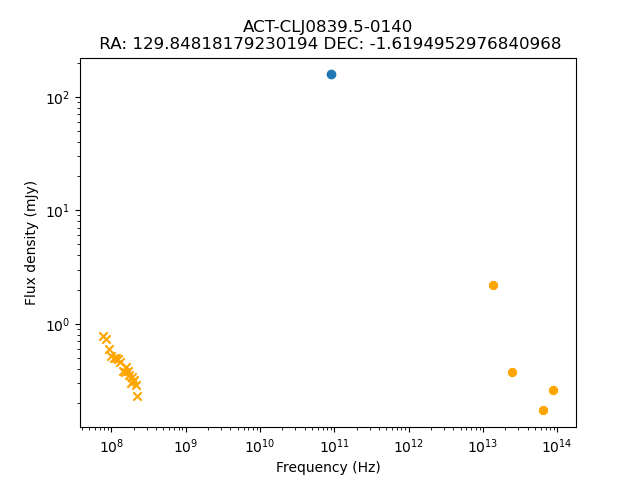 ACT-CLJ0839.5-0140
RA: 129.84818179230194 DEC: -1.6194952976840968
Flux density (mJy)
10²
10¹
10⁰
10⁸ 10⁹ 10¹⁰ 10¹¹ 10¹² 10¹³ 10¹⁴
Frequency (Hz)